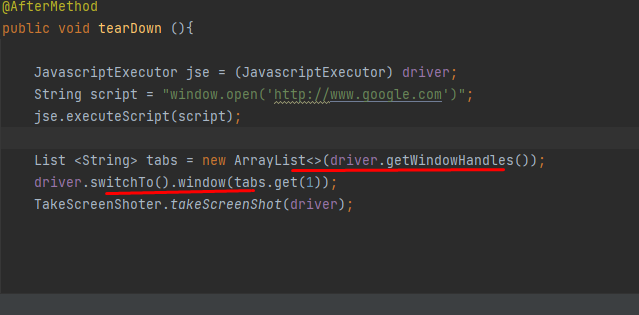 @AfterMethod
public void tearDown (){
JavascriptExecutor jse = (JavascriptExecutor) driver;
String script = "window.open('http://www.qooqle.com')";
jse.executeScript(script);
List <String> tabs = new ArrayList<>(driver.getWindowHandles());
driver.switchTo().window(tabs.get(1));
TakeScreenShoter.takeScreenShot(driver);